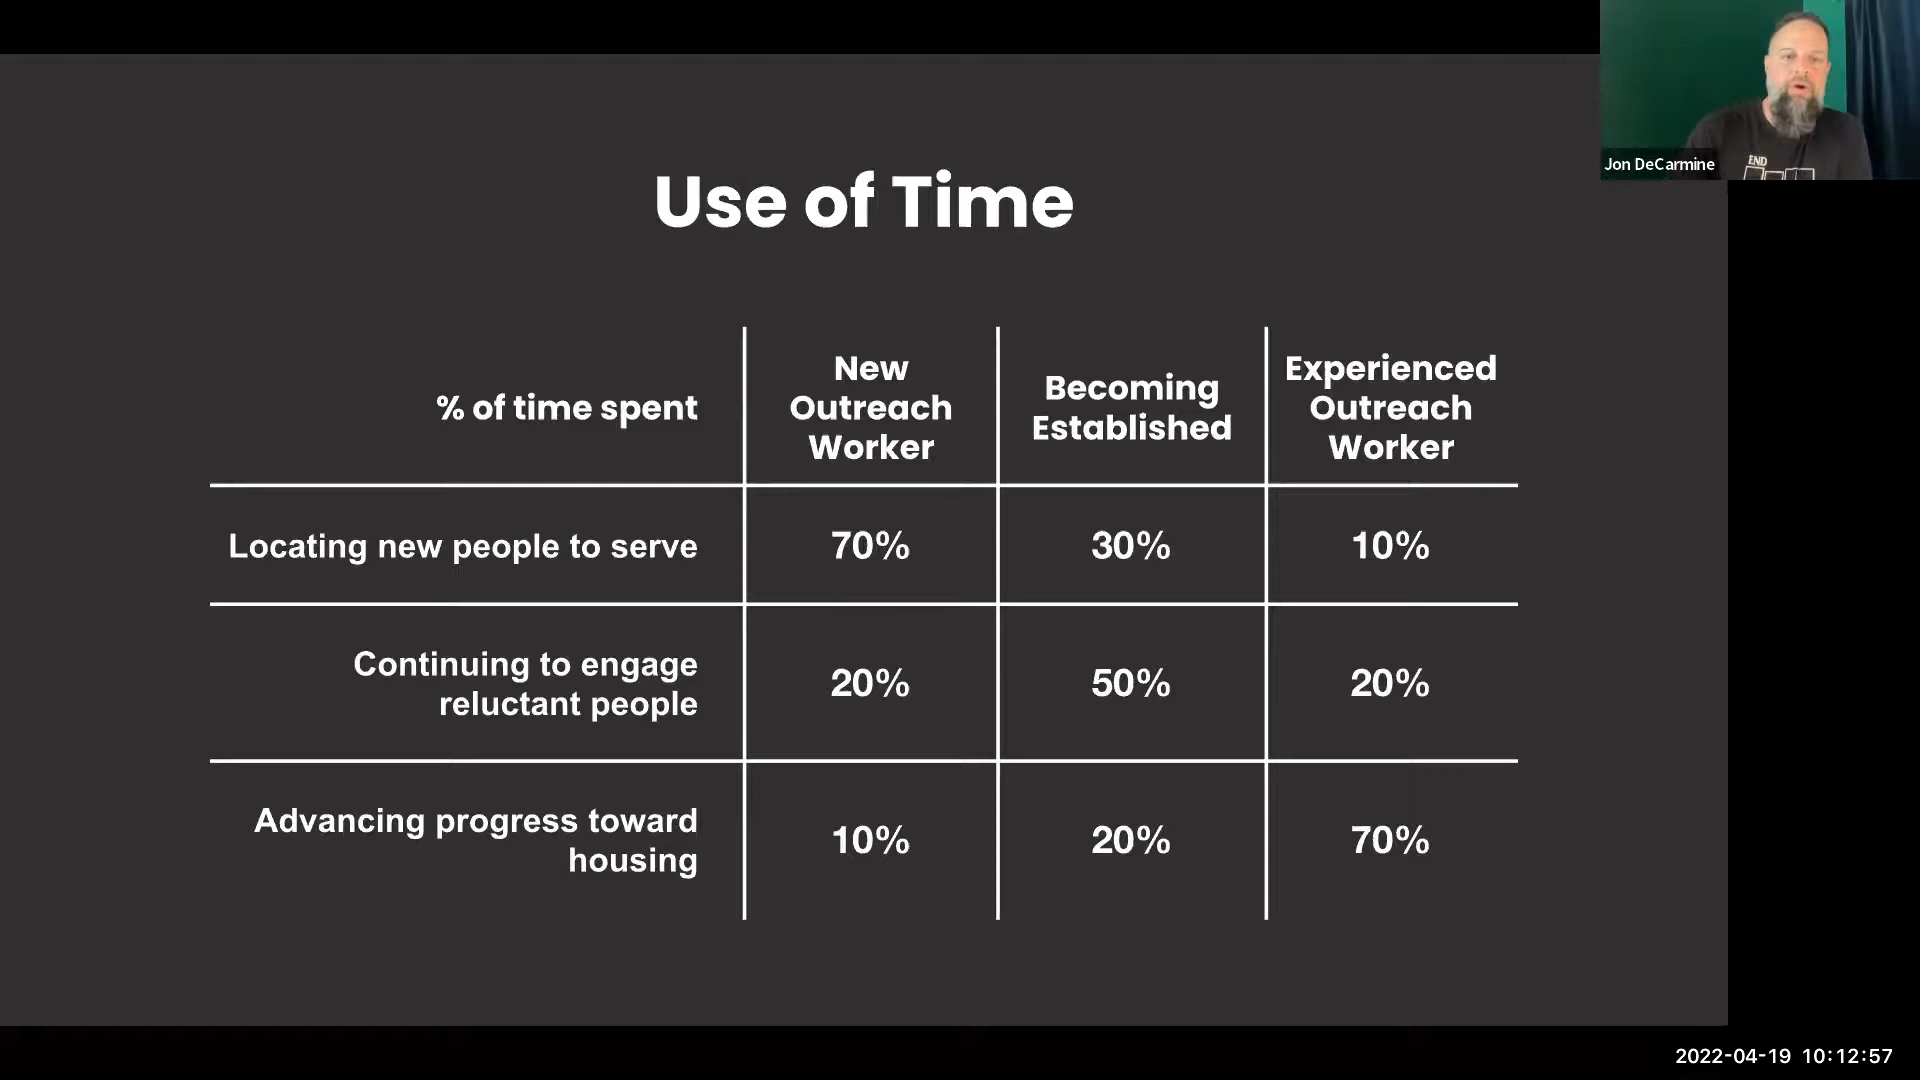 Use of Time
% of time spent
New
Outreach
Worker
Becoming
Established
Experienced
Outreach
Worker
Locating new people to serve
70%
30%
10%
Continuing to engage
reluctant people
20%
50%
20%
Advancing progress toward
housing
10%
20%
70%
Jon DeCarmine
END
2022-04-19 10:12:57